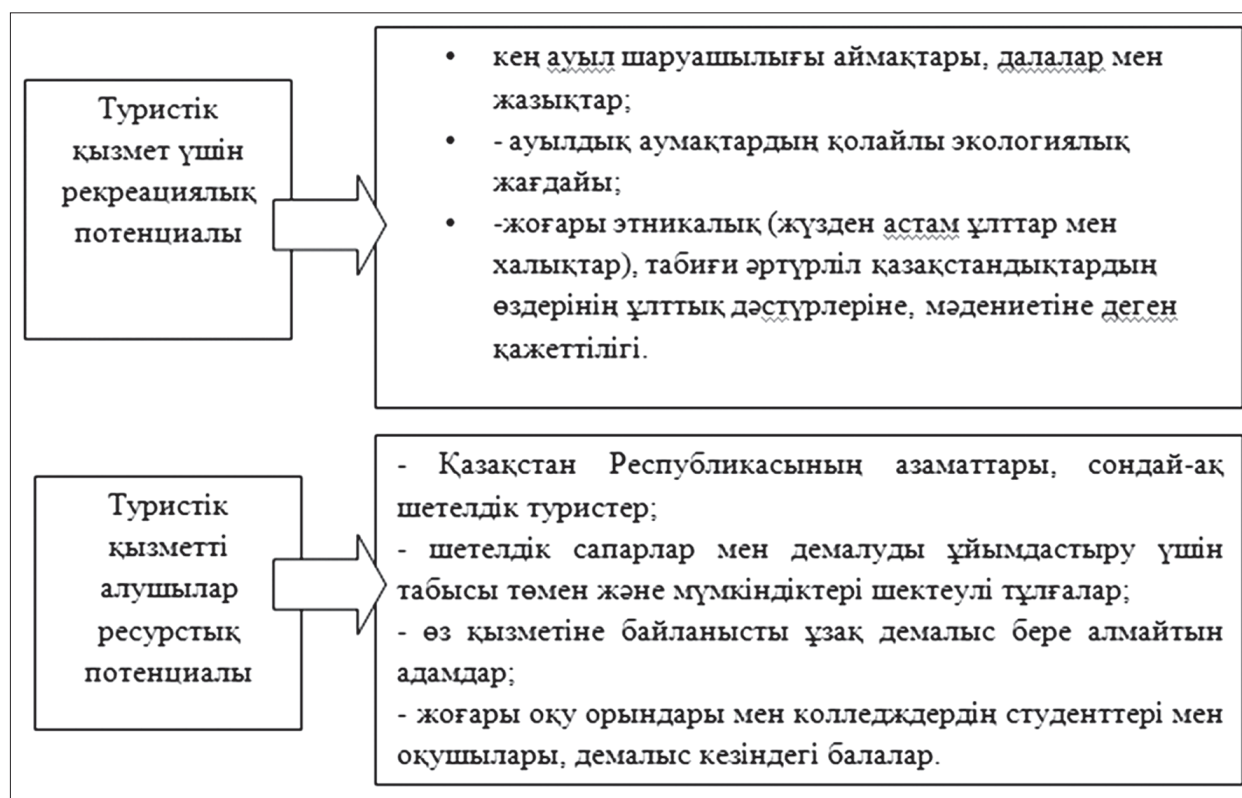 Туристік
қызмет үшін
рекреациялық
потенциалы
• кең ауыл шаруашылығы аймақтары, далалар мен
жазықтар;
• - ауылдық аумақтардың қолайлы экологиялық
жағдайы;
• -жоғары этникалық (жүзден астам ұлттар мен
халықтар), табиғи әртүрліл қазақстандықтардың
өздерінің ұлттық дәстүрлеріне, мәдениетіне деген
қажеттілігі.
Туристік
қызметті
алушылар
ресурстық
потенциалы
- Қазақстан Республикасының азаматтары, сондай-ақ
шетелдік туристер;
- шетелдік сапарлар мен демалуды ұйымдастыру үшін
табысы төмен және мүмкіндіктері шектеулі тұлғалар;
- өз қызметіне байланысты ұзақ демалыс бере алмайтын
адамдар;
- жоғары оқу орындары мен колледждердің студенттері мен
оқушылары, демалыс кезіндегі балалар.